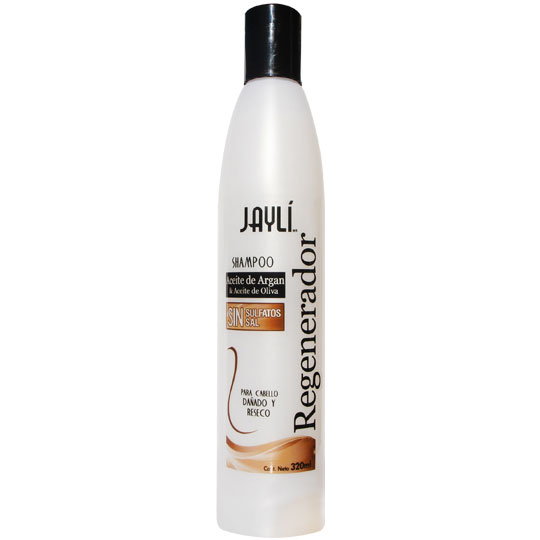 JAYLÍ
SHAMPOO
Aceite de Argan
& Aceite de Oliva
SIN SULFATOS
SAL
Regenerador
PARA CABELLO
DAÑADO Y
RESECO
Cont. Neto 320ml